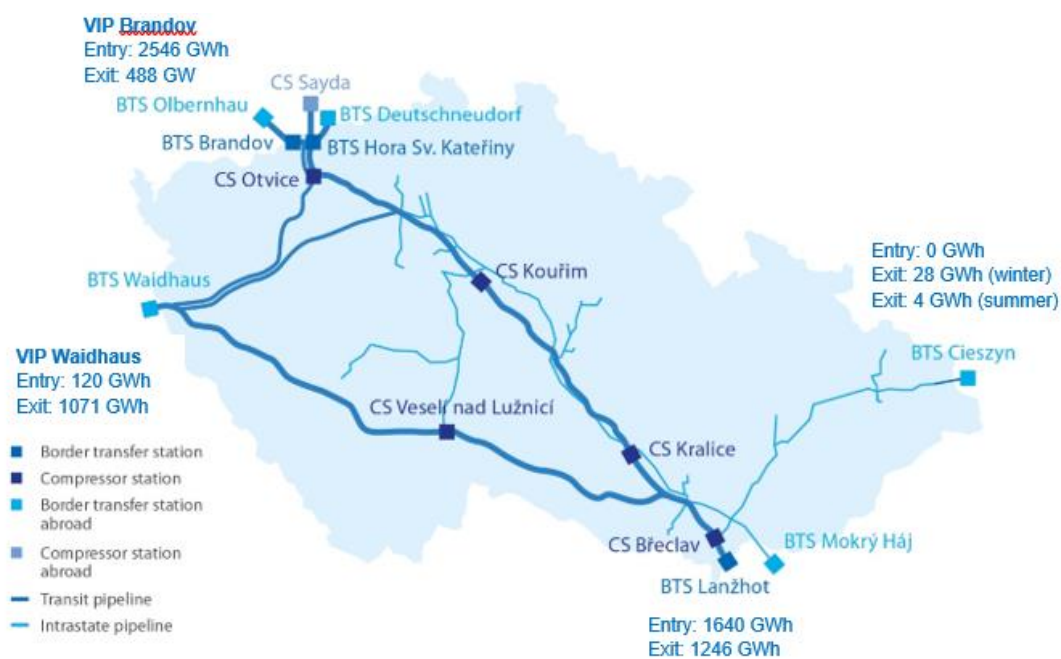 VIP Brandov
Entry: 2546 GWh
Exit: 488 GW
CS Sayda
BTS Olbernhau
BTS Deutschneudorf
BTS Brandov
BTS Hora Sv. Kateřiny
CS Otvice
BTS Waidhaus
CS Kouřim
Entry: 0 GWh
Exit: 28 GWh (winter)
Exit: 4 GWh (summer)
BTS Cieszyn
VIP Waidhaus
Entry: 120 GWh
Exit: 1071 GWh
CS Veselí nad Lužnicí
CS Kralice
Border transfer station
Compressor station
Border transfer station
abroad
Compressor station
abroad
Transit pipeline
Intrastate pipeline
CS Břeclav
BTS Mokrý Háj
BTS Lanžhot
Entry: 1640 GWh
Exit: 1246 GWh